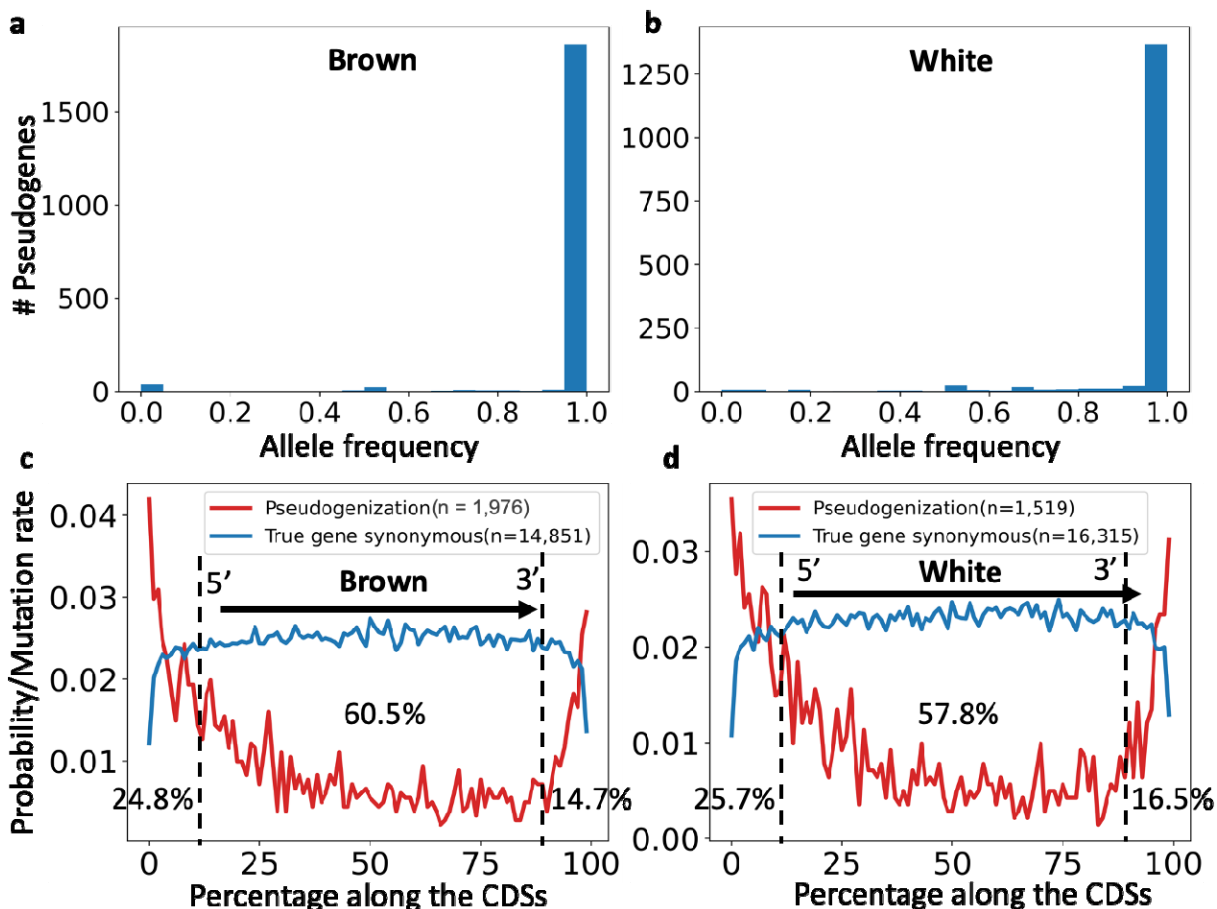 a
Brown
# Pseudogenes
1500
1000
500
0
0.0 0.2 0.4 0.6 0.8 1.0
Allele frequency
b
White
1250
1000
750
500
250
0
0.0 0.2 0.4 0.6 0.8 1.0
Allele frequency
c
Probability/Mutation rate
0.04
0.03
0.02
0.01
Pseudogenization(n = 1,976)
True gene synonymous(n=14,851)
5’ Brown 3’
60.5%
24.8% 14.7%
0 25 50 75 100
Percentage along the CDSs
d
0.03
0.02
0.01
0.00
Pseudogenization(n=1,519)
True gene synonymous(n=16,315)
5’ White 3’
57.8%
25.7% 16.5%
0 25 50 75 100
Percentage along the CDSs